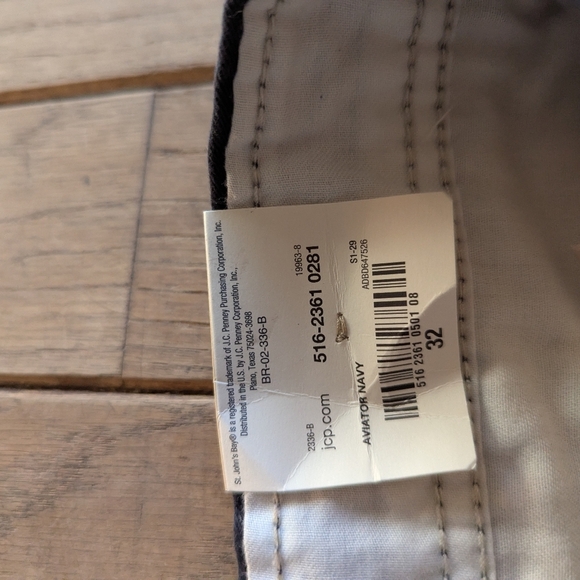 St. John's Bay® is a registered trademark of J.C. Penney Purchasing Corporation, Inc.
Distributed in the U.S. by J.C. Penney Corporation, Inc.,
Plano, Texas 75024-3698
BR-02-336-B
19963-8
516-2361 0281
2336-B
jcp.com
S1-29
AVIATOR NAVY
ADBD647526
516 2361 0501 08
32